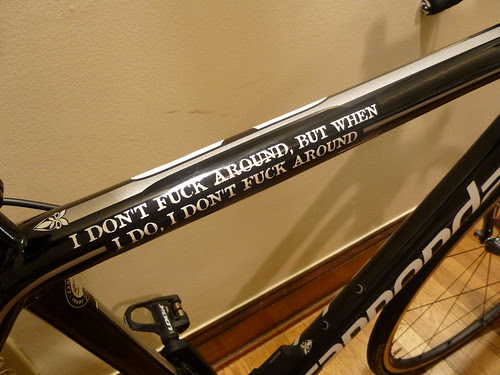 I DON'T FUCK AROUND, BUT WHEN
I DO, I DON'T FUCK AROUND